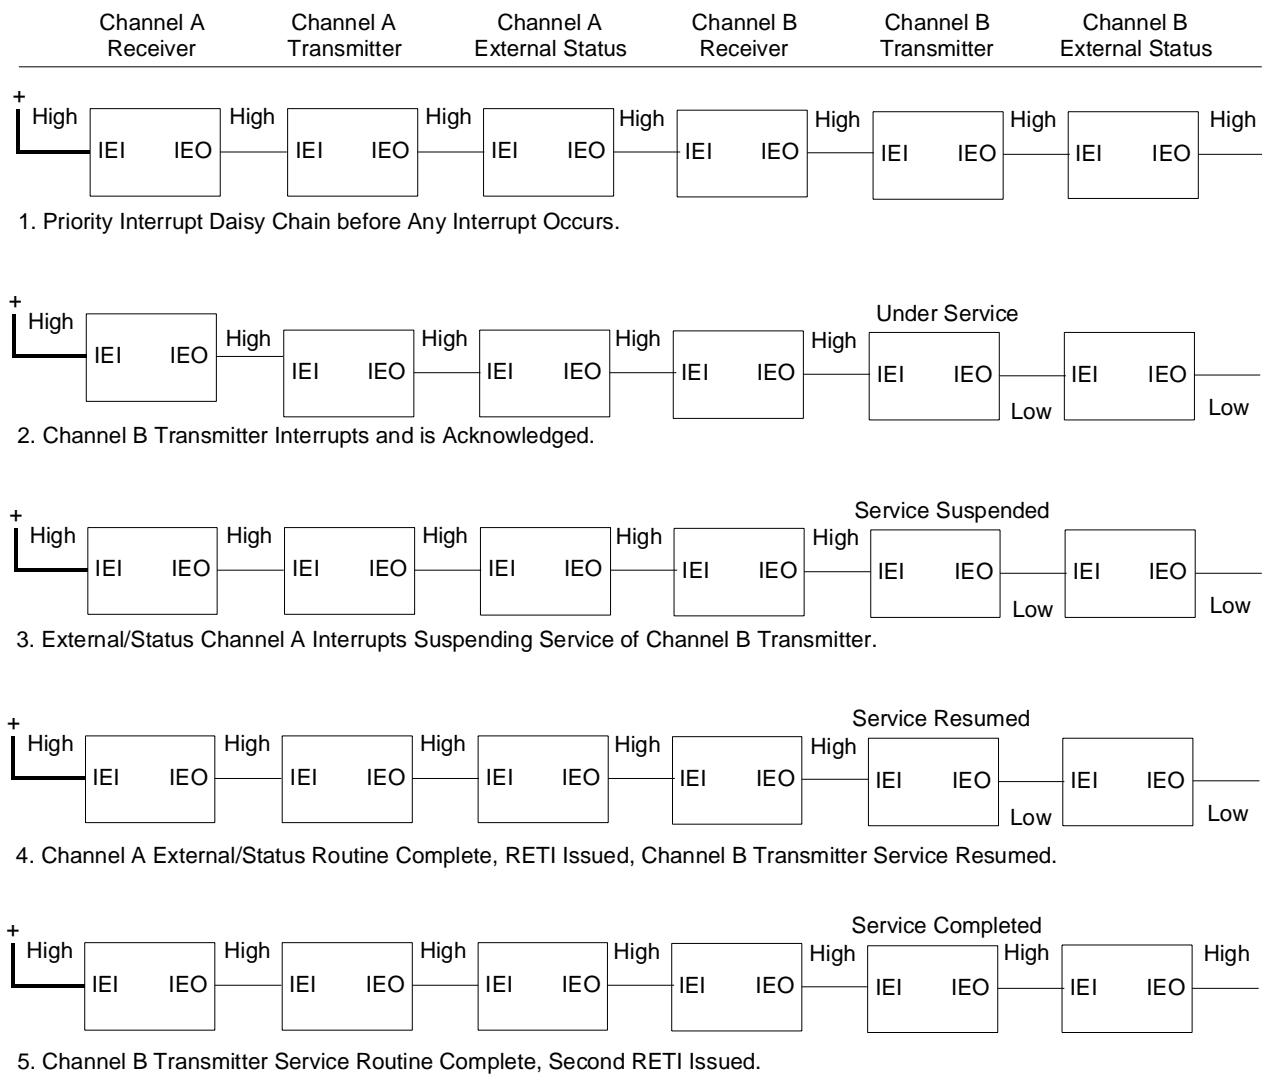 Channel A Receiver
Channel A Transmitter
Channel A External Status
Channel B Receiver
Channel B Transmitter
Channel B External Status
+
High High High High High High High
IEI IEO IEI IEO IEI IEO IEI IEO IEI IEO IEI IEO
1. Priority Interrupt Daisy Chain before Any Interrupt Occurs.
+
Under Service
High High High High High
IEI IEO IEI IEO IEI IEO IEI IEO IEI IEO IEI IEO
Low Low
2. Channel B Transmitter Interrupts and is Acknowledged.
Service Suspended
+
High High High High High
IEI IEO IEI IEO IEI IEO IEI IEO IEI IEO IEI IEO
Low Low
3. External/Status Channel A Interrupts Suspending Service of Channel B Transmitter.
Service Resumed
+
High High High High High
IEI IEO IEI IEO IEI IEO IEI IEO IEI IEO IEI IEO
Low Low
4. Channel A External/Status Routine Complete, RETI Issued, Channel B Transmitter Service Resumed.
Service Completed
+
High High High High High High High
IEI IEO IEI IEO IEI IEO IEI IEO IEI IEO IEI IEO
5. Channel B Transmitter Service Routine Complete, Second RETI Issued.